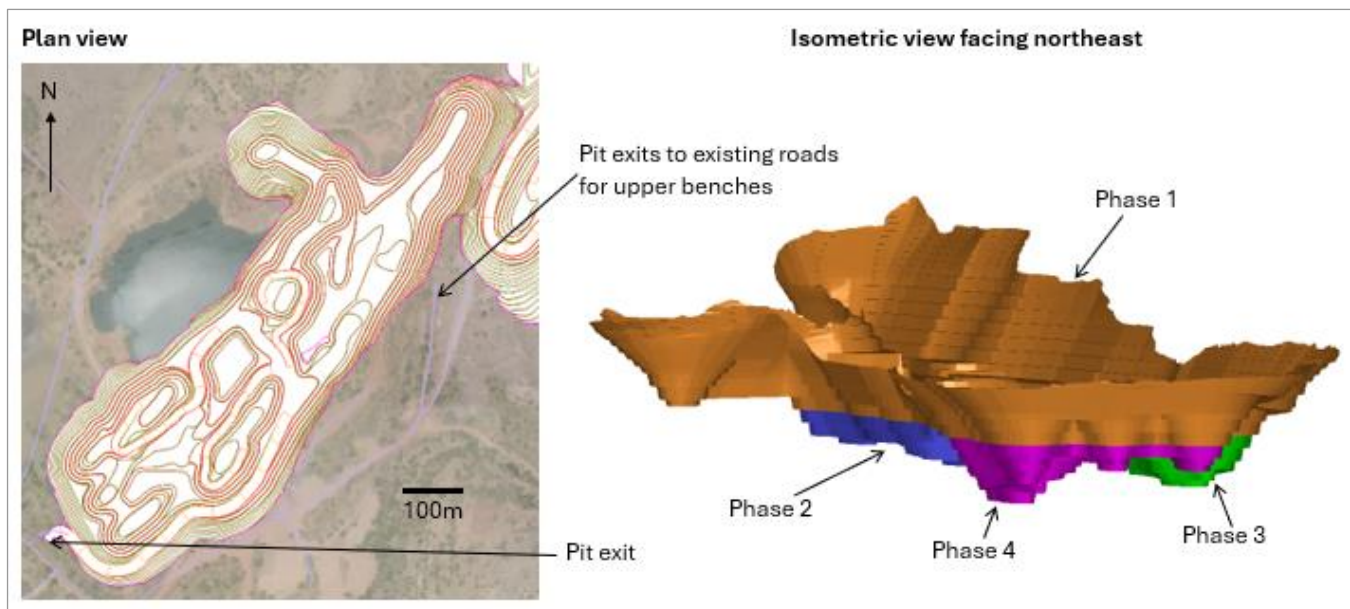 Plan view
Isometric view facing northeast
N
Pit exits to existing roads
for upper benches
Phase 1
100m
Phase 2
Phase 3
Phase 4
Pit exit